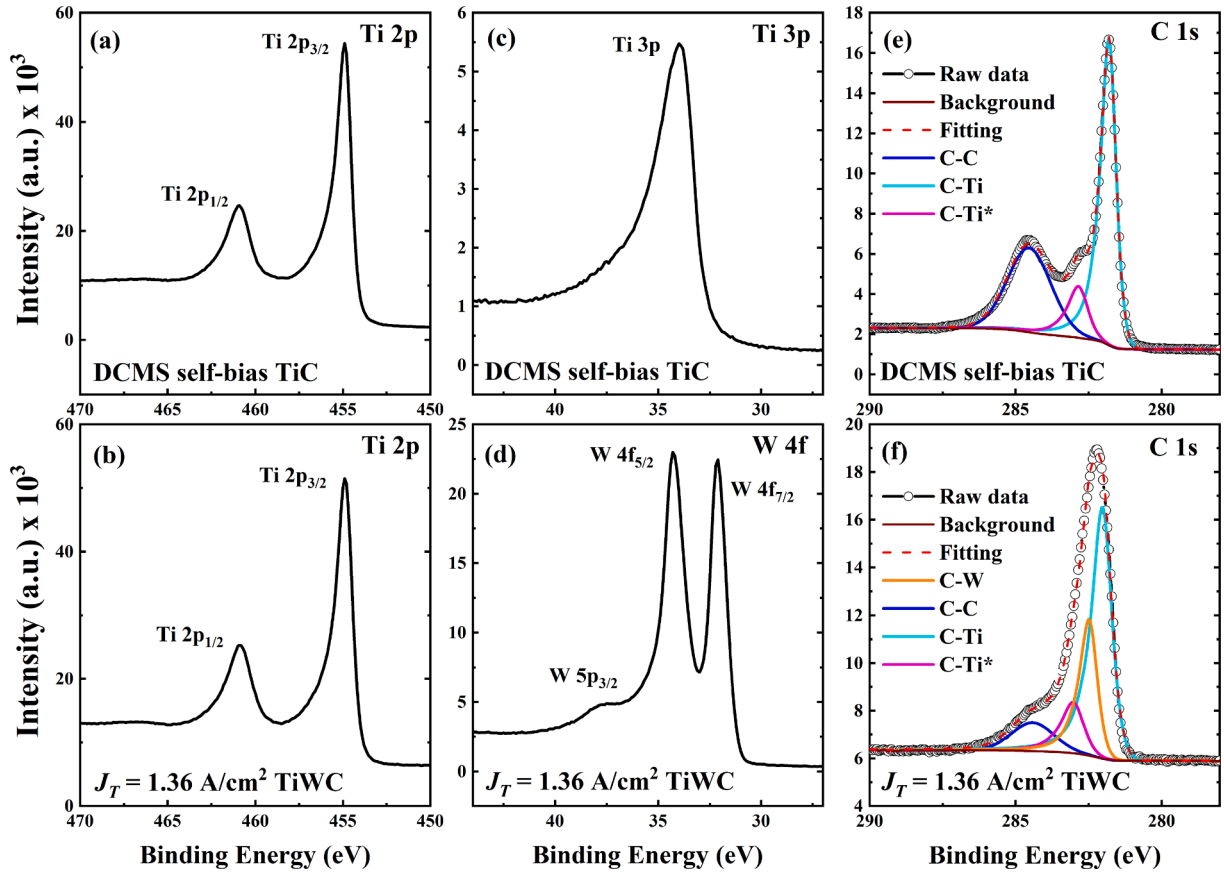 Intensity (a.u.) x 10³
(a)
Ti 2p
Ti 2p3/2
Ti 2p1/2
DCMS self-bias TiC
60
40
20
0
470
465
460
455
450
(c)
Ti 3p
Ti 3p
DCMS self-bias TiC
6
5
4
3
2
1
0
40
35
30
(e)
C 1s
Raw data
Background
Fitting
C-C
C-Ti
C-Ti*
DCMS self-bias TiC
18
16
14
12
10
8
6
4
2
0
290
285
280
Intensity (a.u.) x 10³
(b)
Ti 2p
Ti 2p3/2
Ti 2p1/2
JT = 1.36 A/cm² TiWC
60
40
20
0
470
465
460
455
450
Binding Energy (eV)
(d)
W 4f
W 4f5/2
W 4f7/2
W 5p3/2
JT = 1.36 A/cm² TiWC
25
20
15
10
5
0
40
35
30
Binding Energy (eV)
(f)
C 1s
Raw data
Background
Fitting
C-W
C-C
C-Ti
C-Ti*
JT = 1.36 A/cm² TiWC
20
18
16
14
12
10
8
6
4
290
285
280
Binding Energy (eV)